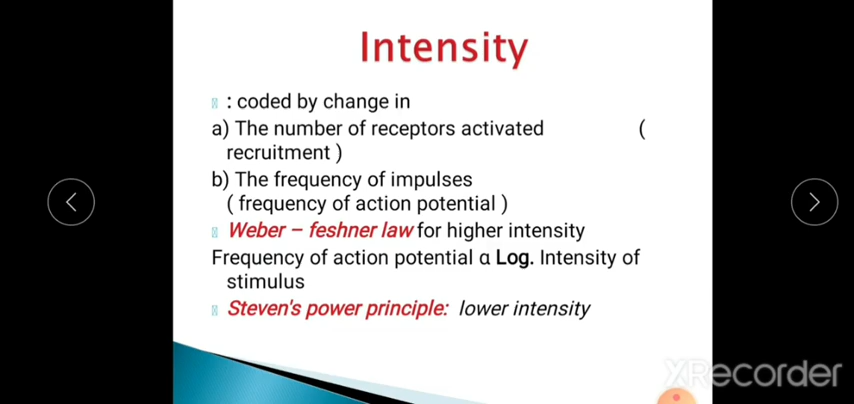 Intensity
: coded by change in
a) The number of receptors activated (
recruitment )
b) The frequency of impulses
( frequency of action potential )
Weber – feshner law for higher intensity
Frequency of action potential α Log. Intensity of
stimulus
Steven's power principle: lower intensity
XRecorder